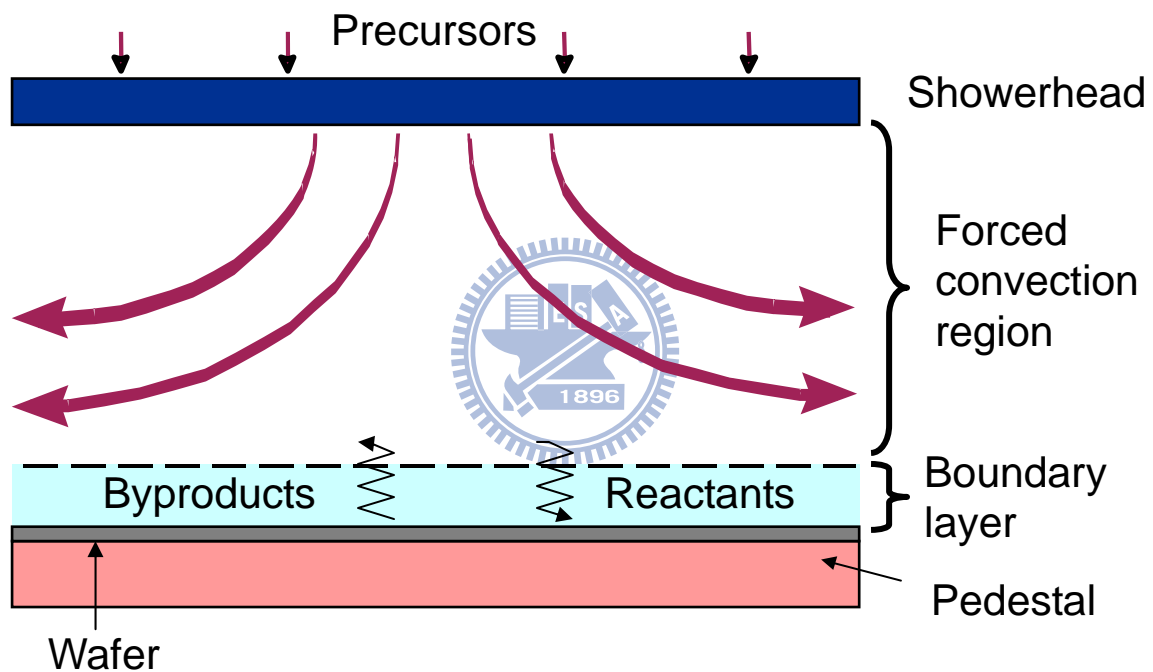 Precursors
Showerhead
Forced
convection
region
E S A
1896
Byproducts
Reactants
Boundary
layer
Pedestal
Wafer